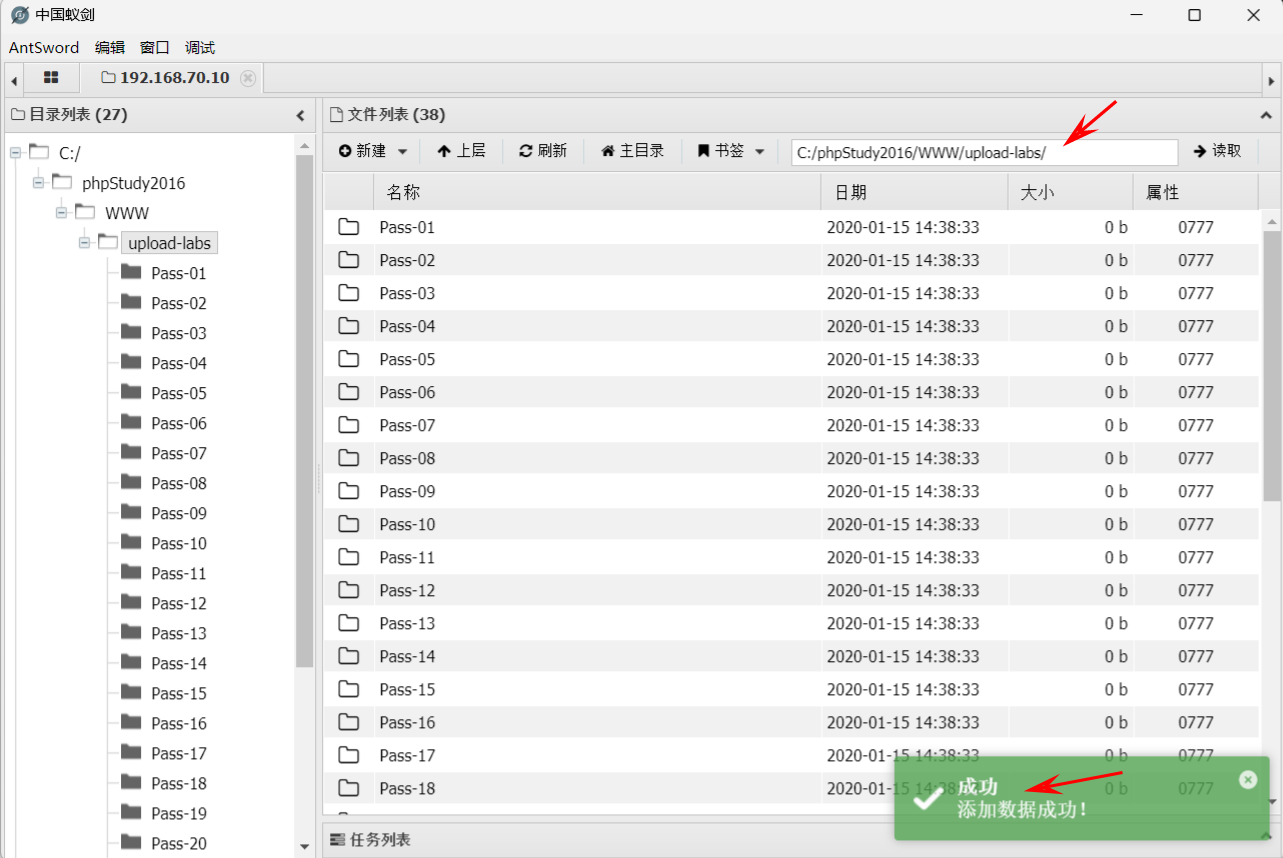 中国蚁剑
AntSword 编辑 窗口 调试
192.168.70.10
目录列表 (27)
C:/
phpStudy2016
WWW
upload-labs
Pass-01
Pass-02
Pass-03
Pass-04
Pass-05
Pass-06
Pass-07
Pass-08
Pass-09
Pass-10
Pass-11
Pass-12
Pass-13
Pass-14
Pass-15
Pass-16
Pass-17
Pass-18
Pass-19
Pass-20
文件列表 (38)
新建 上层 刷新 主目录 书签 C:/phpStudy2016/WWW/upload-labs/ 读取
名称 日期 大小 属性
Pass-01 2020-01-15 14:38:33 0 b 0777
Pass-02 2020-01-15 14:38:33 0 b 0777
Pass-03 2020-01-15 14:38:33 0 b 0777
Pass-04 2020-01-15 14:38:33 0 b 0777
Pass-05 2020-01-15 14:38:33 0 b 0777
Pass-06 2020-01-15 14:38:33 0 b 0777
Pass-07 2020-01-15 14:38:33 0 b 0777
Pass-08 2020-01-15 14:38:33 0 b 0777
Pass-09 2020-01-15 14:38:33 0 b 0777
Pass-10 2020-01-15 14:38:33 0 b 0777
Pass-11 2020-01-15 14:38:33 0 b 0777
Pass-12 2020-01-15 14:38:33 0 b 0777
Pass-13 2020-01-15 14:38:33 0 b 0777
Pass-14 2020-01-15 14:38:33 0 b 0777
Pass-15 2020-01-15 14:38:33 0 b 0777
Pass-16 2020-01-15 14:38:33 0 b 0777
Pass-17 2020-01-15 14:38:33 0 b 0777
Pass-18 2020-01-15 0 b 0777
成功
添加数据成功!
任务列表